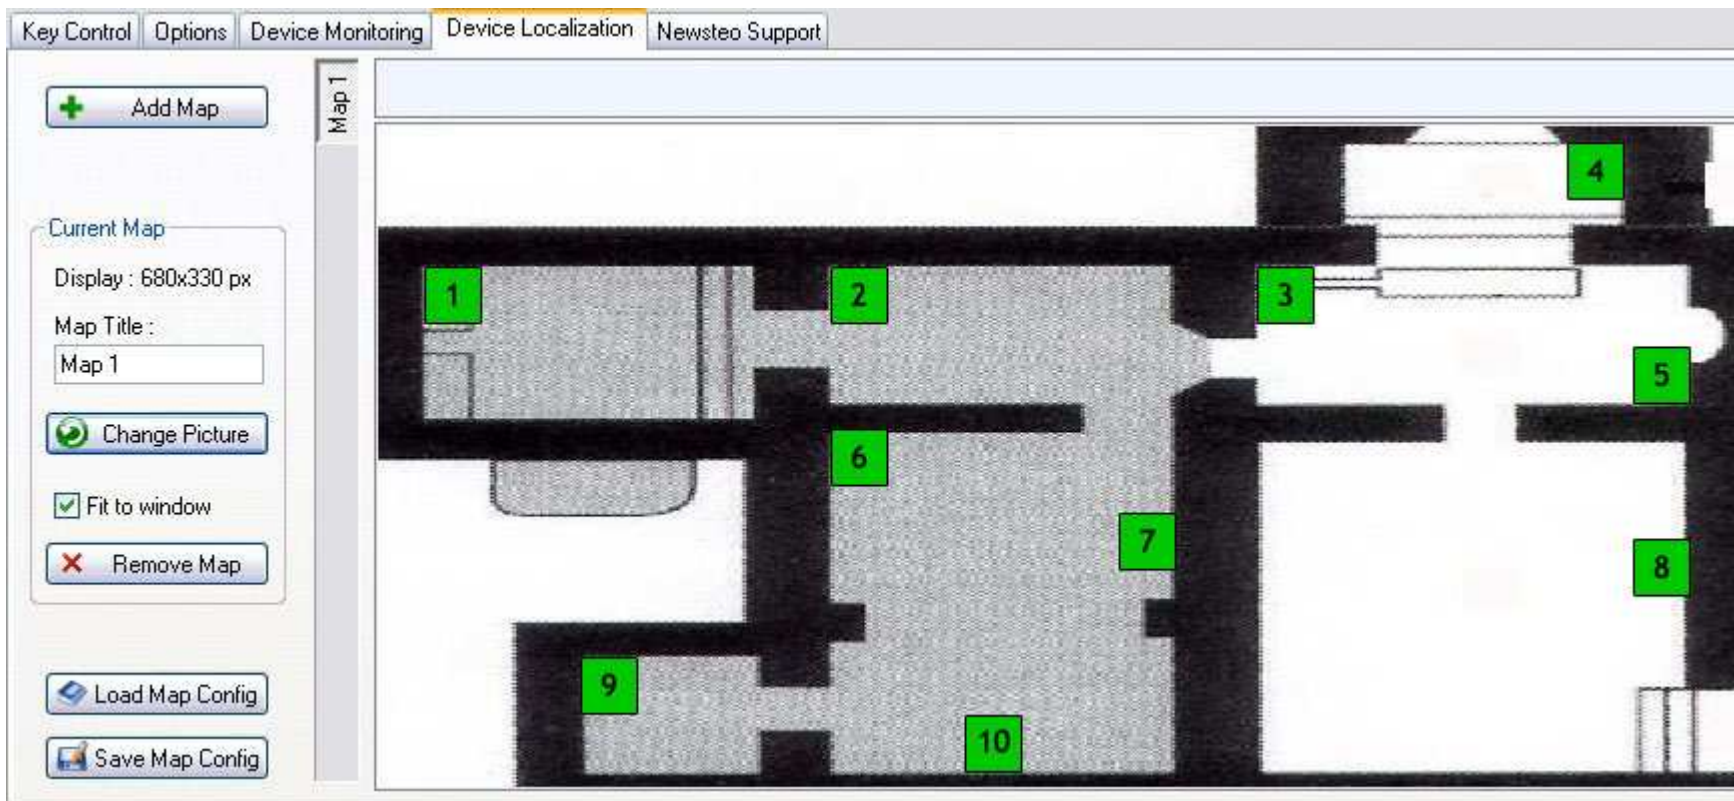 Key Control Options Device Monitoring Device Localization Newsteo Support
Add Map
Map 1
Current Map
Display : 680x330 px
Map Title :
Map 1
Change Picture
Fit to window
Remove Map
Load Map Config
Save Map Config
4
1 2 3
5
6
7
8
9
10